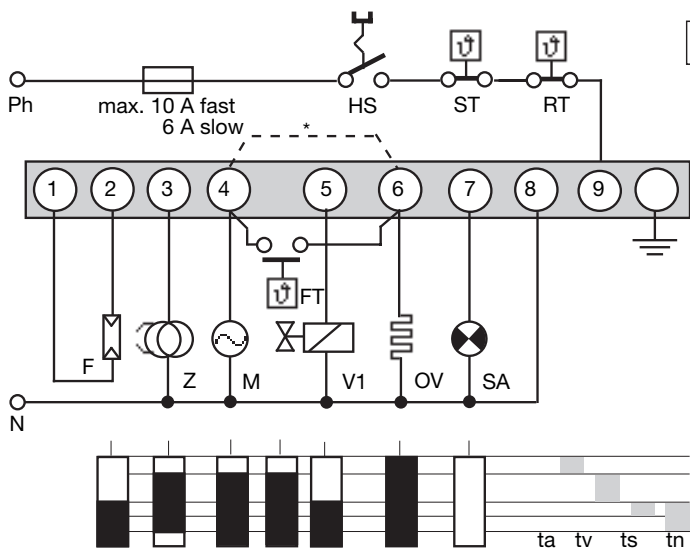 ϑ ϑ
Ph max. 10 A fast HS ST RT
6 A slow
*
1 2 3 4 5 6 7 8 9
ϑ FT
F Z M V1 OV SA
N
ta tv ts tn